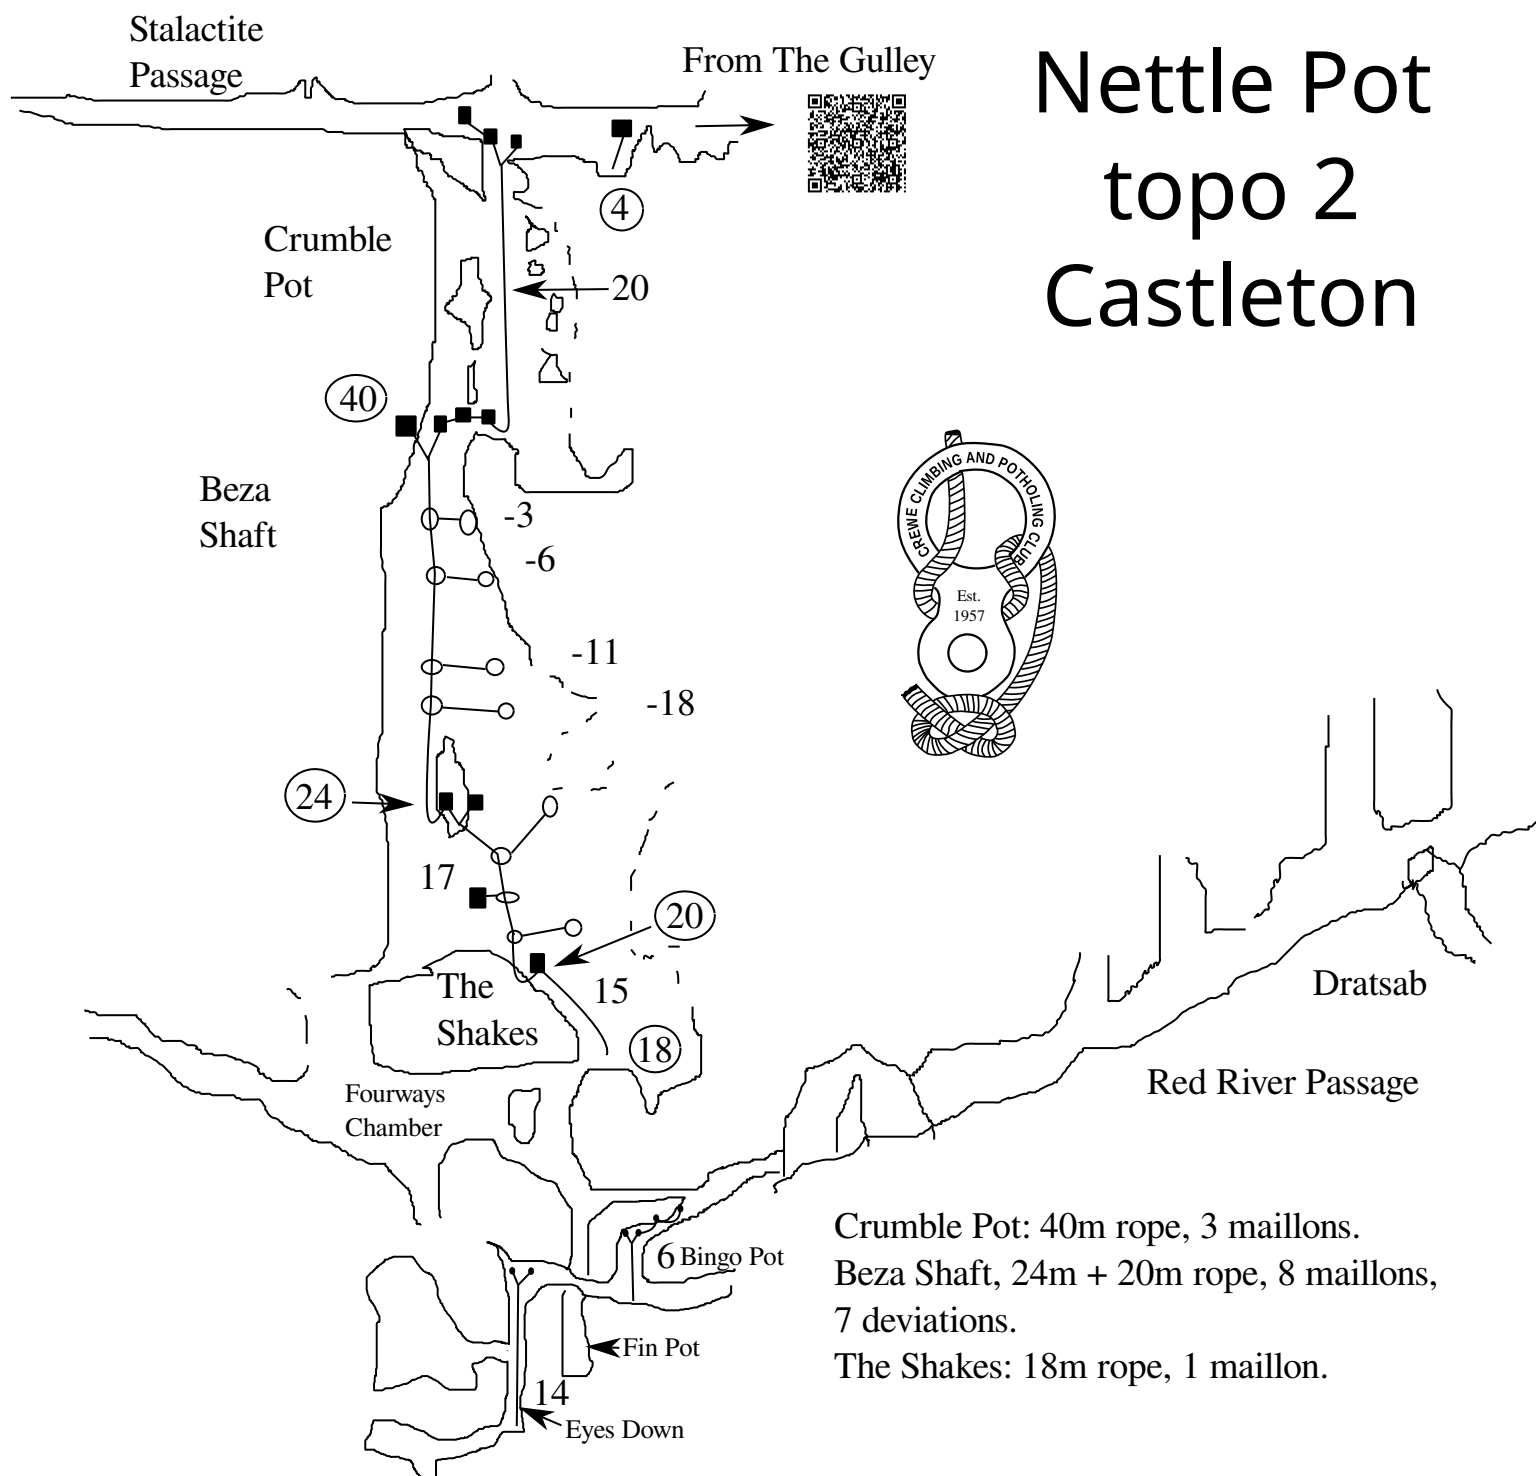 Stalactite
Passage
From The Gulley
Nettle Pot
topo 2
Castleton
4
Crumble
Pot
20
40
Beza
Shaft
-3
-6
-11
-18
CREWE CLIMBING AND POTHOLING CLUB
Est.
1957
24
17
20
The
Shakes
15
18
Dratsab
Red River Passage
Fourways
Chamber
6 Bingo Pot
Fin Pot
14
Eyes Down
Crumble Pot: 40m rope, 3 maillons.
Beza Shaft, 24m + 20m rope, 8 maillons,
7 deviations.
The Shakes: 18m rope, 1 maillon.